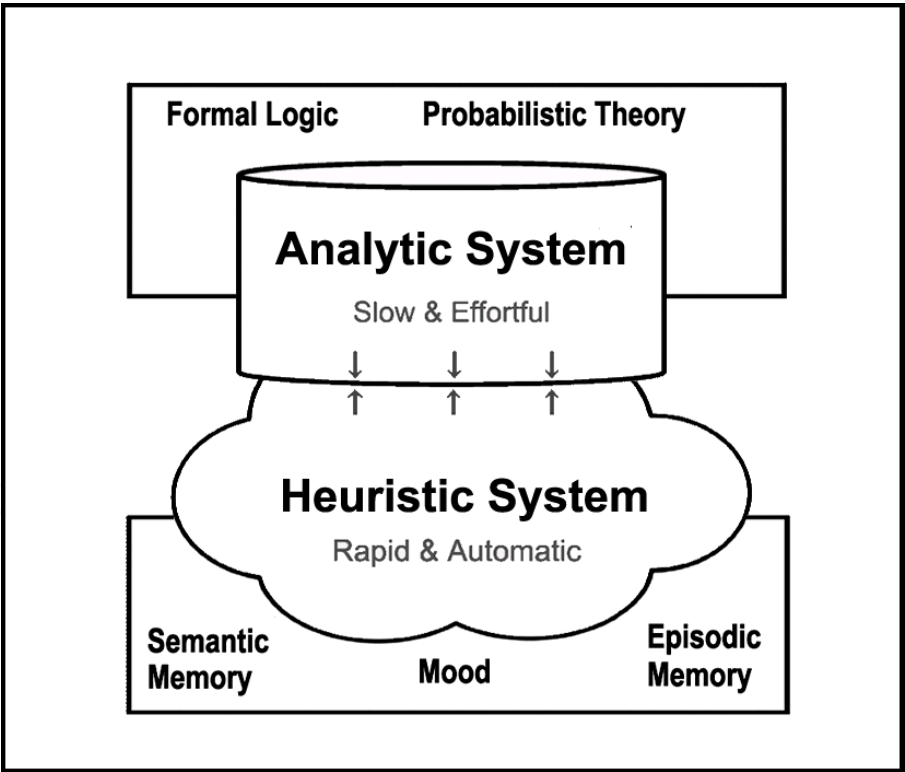 Formal Logic
Probabilistic Theory
Analytic System
Slow & Effortful
Heuristic System
Rapid & Automatic
Semantic
Memory
Mood
Episodic
Memory